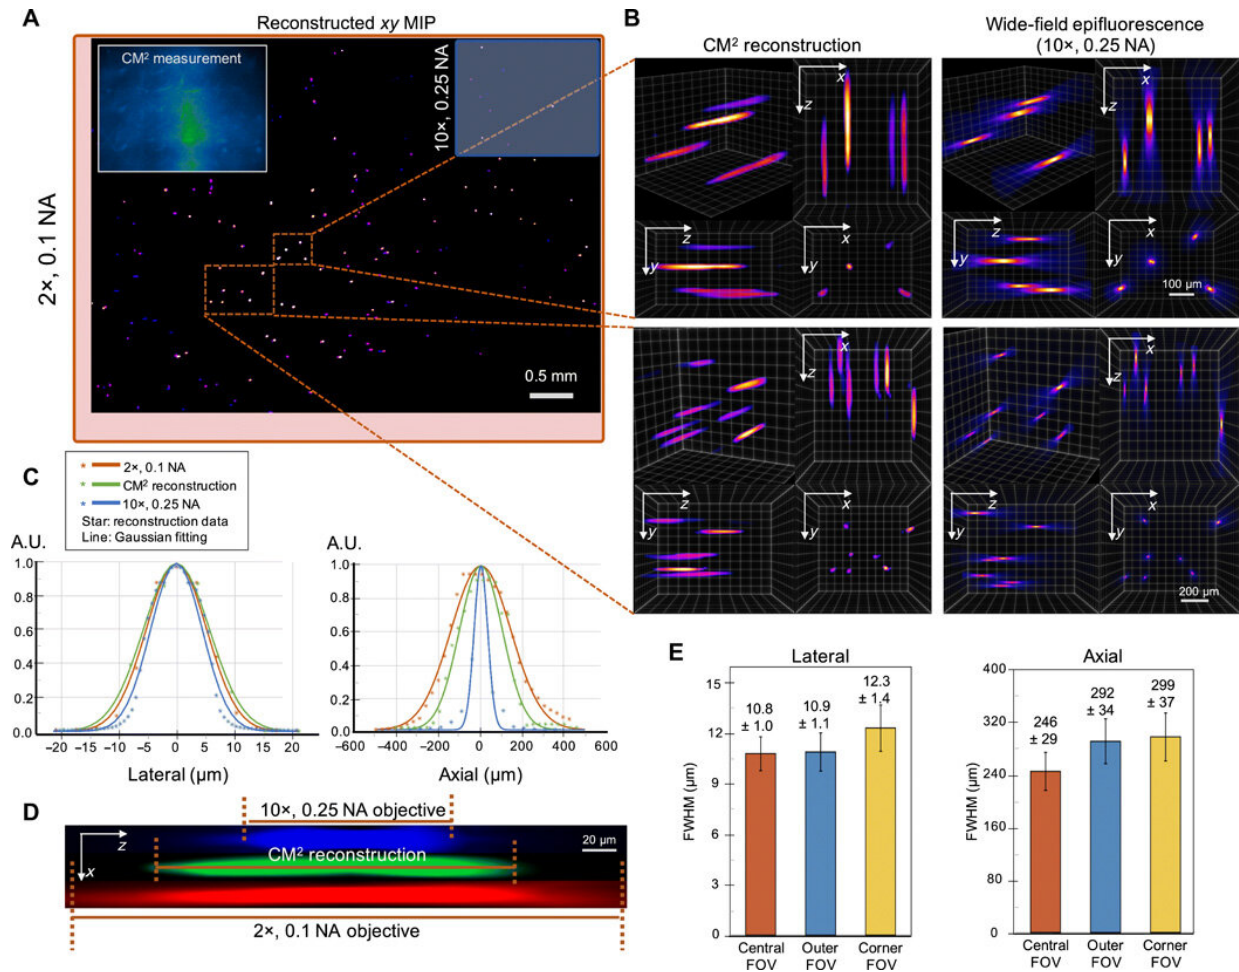 A
Reconstructed xy MIP
CM² measurement
10×, 0.25 NA
2×, 0.1 NA
0.5 mm
B
CM² reconstruction
Wide-field epifluorescence
(10×, 0.25 NA)
x
z
x
z
z
y
x
y
z
y
x
y
100 µm
x
z
x
z
z
y
x
y
z
y
x
y
200 µm
C
2×, 0.1 NA
CM² reconstruction
10×, 0.25 NA
Star: reconstruction data
Line: Gaussian fitting
A.U.
1.0
0.8
0.6
0.4
0.2
0.0
−20
−15
−10
−5
0
5
10
15
20
Lateral (µm)
A.U.
1.0
0.8
0.6
0.4
0.2
0.0
−600
−400
−200
0
200
400
600
Axial (µm)
D
10×, 0.25 NA objective
z
x
20 µm
CM² reconstruction
2×, 0.1 NA objective
E
Lateral
FWHM (µm)
15
12
9
6
3
0
10.8
± 1.0
10.9
± 1.1
12.3
± 1.4
Central
FOV
Outer
FOV
Corner
FOV
Axial
FWHM (µm)
400
320
240
160
80
0
246
± 29
292
± 34
299
± 37
Central
FOV
Outer
FOV
Corner
FOV